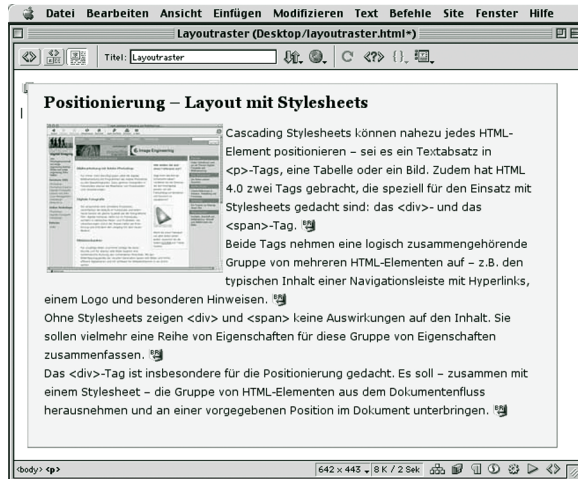 Datei Bearbeiten Ansicht Einfügen Modifizieren Text Befehle Site Fenster Hilfe
Layoutraster (Desktop/layoutraster.html*)
Titel: Layoutraster
Positionierung – Layout mit Stylesheets
Image Engineering
Cascading Stylesheets können nahezu jedes HTML-
Element positionieren – sei es ein Textabsatz in
<p>-Tags, eine Tabelle oder ein Bild. Zudem hat HTML
4.0 zwei Tags gebracht, die speziell für den Einsatz mit
Stylesheets gedacht sind: das <div>- und das
<span>-Tag.
Beide Tags nehmen eine logisch zusammengehörende
Gruppe von mehreren HTML-Elementen auf – z.B. den
typischen Inhalt einer Navigationsleiste mit Hyperlinks,
einem Logo und besonderen Hinweisen.
Ohne Stylesheets zeigen <div> und <span> keine Auswirkungen auf den Inhalt. Sie
sollen vielmehr eine Reihe von Eigenschaften für diese Gruppe von Eigenschaften
zusammenfassen.
Das <div>-Tag ist insbesondere für die Positionierung gedacht. Es soll – zusammen mit
einem Stylesheet – die Gruppe von HTML-Elementen aus dem Dokumentenfluss
herausnehmen und an einer vorgegebenen Position im Dokument unterbringen.
<body> <p>
642 x 443 8 K / 2 Sek